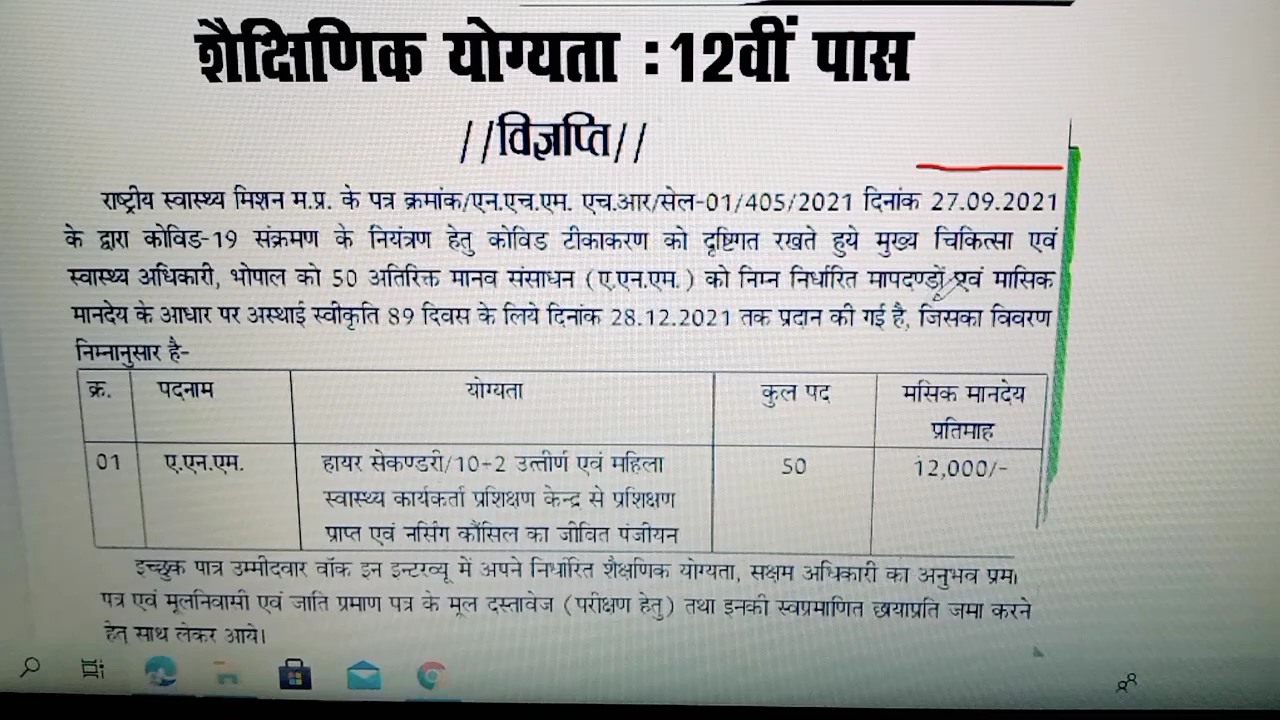 शैक्षिणिक योग्यता : 12वीं पास
//विज्ञप्ति//
राष्ट्रीय स्वास्थ्य मिशन म.प्र. के पत्र क्रमांक/एन.एच.एम. एच.आर/सेल-01/405/2021 दिनांक 27.09.2021
के द्वारा कोविड-19 संक्रमण के नियंत्रण हेतु कोविड टीकाकरण को दृष्टिगत रखते हुये मुख्य चिकित्सा एवं
स्वास्थ्य अधिकारी, भोपाल को 50 अतिरिक्त मानव संसाधन (ए.एन.एम.) को निम्न निर्धारित मापदण्डों एवं मासिक
मानदेय के आधार पर अस्थाई स्वीकृति 89 दिवस के लिये दिनांक 28.12.2021 तक प्रदान की गई है, जिसका विवरण
निम्नानुसार है-
क्र. पदनाम योग्यता कुल पद मसिक मानदेय
प्रतिमाह
01 ए.एन.एम. हायर सेकण्डरी/10-2 उत्तीर्ण एवं महिला 50 12,000/-
स्वास्थ्य कार्यकर्ता प्रशिक्षण केन्द्र से प्रशिक्षण
प्राप्त एवं नर्सिंग कौंसिल का जीवित पंजीयन
इच्छुक पात्र उम्मीदवार वॉक इन इन्टरव्यू में अपने निर्धारित शैक्षणिक योग्यता, सक्षम अधिकारी का अनुभव
पत्र एवं मूलनिवासी एवं जाति प्रमाण पत्र के मूल दस्तावेज (परीक्षण हेतु) तथा इनकी स्वप्रमाणित छायाप्रति जमा करने
हेतु साथ लेकर आये।